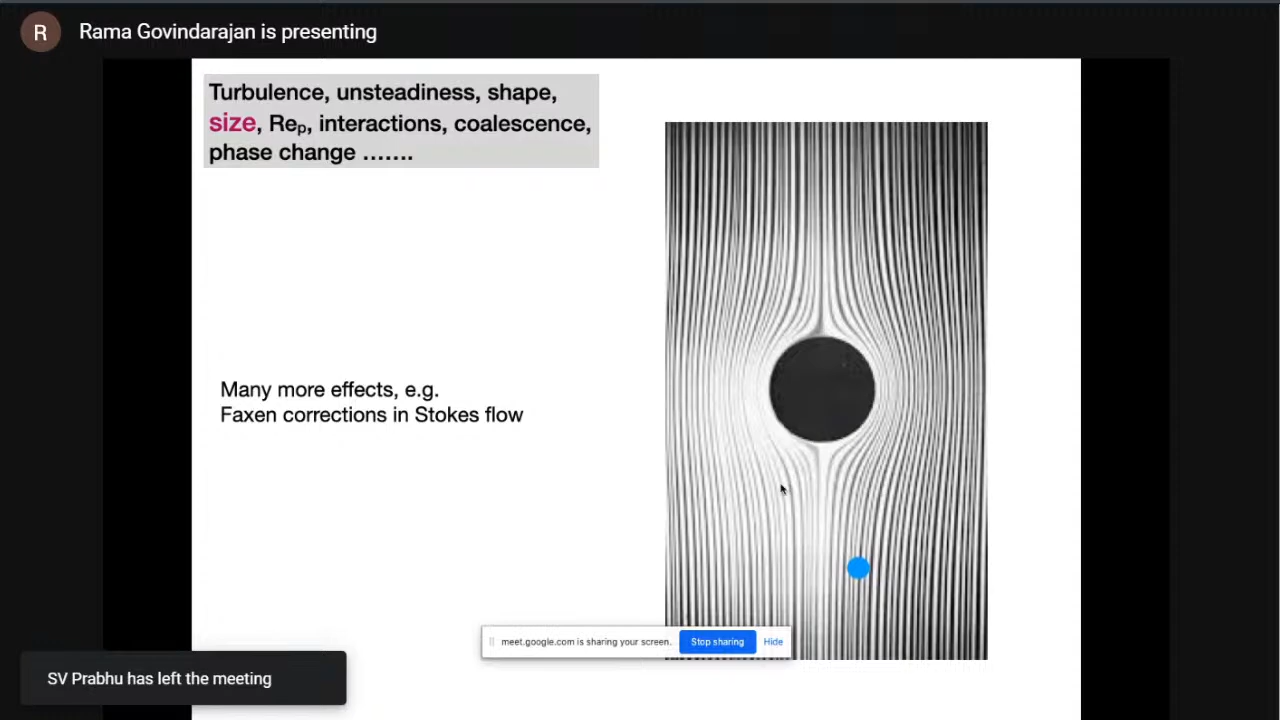 R
Rama Govindarajan is presenting
Turbulence, unsteadiness, shape,
size, Reₚ, interactions, coalescence,
phase change …….
Many more effects, e.g.
Faxen corrections in Stokes flow
meet.google.com is sharing your screen. Stop sharing Hide
SV Prabhu has left the meeting